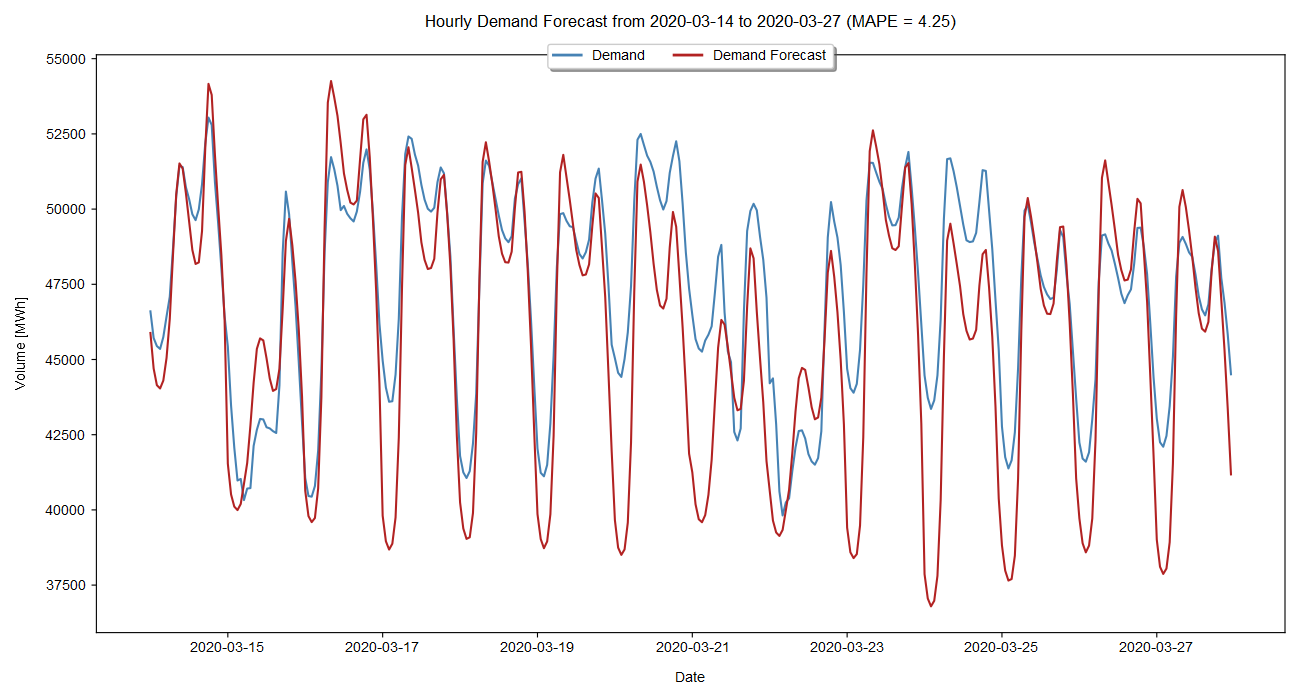 Hourly Demand Forecast from 2020-03-14 to 2020-03-27 (MAPE = 4.25)
Demand Demand Forecast
55000
52500
50000
47500
45000
42500
40000
37500
Volume [MWh]
2020-03-15 2020-03-17 2020-03-19 2020-03-21 2020-03-23 2020-03-25 2020-03-27
Date